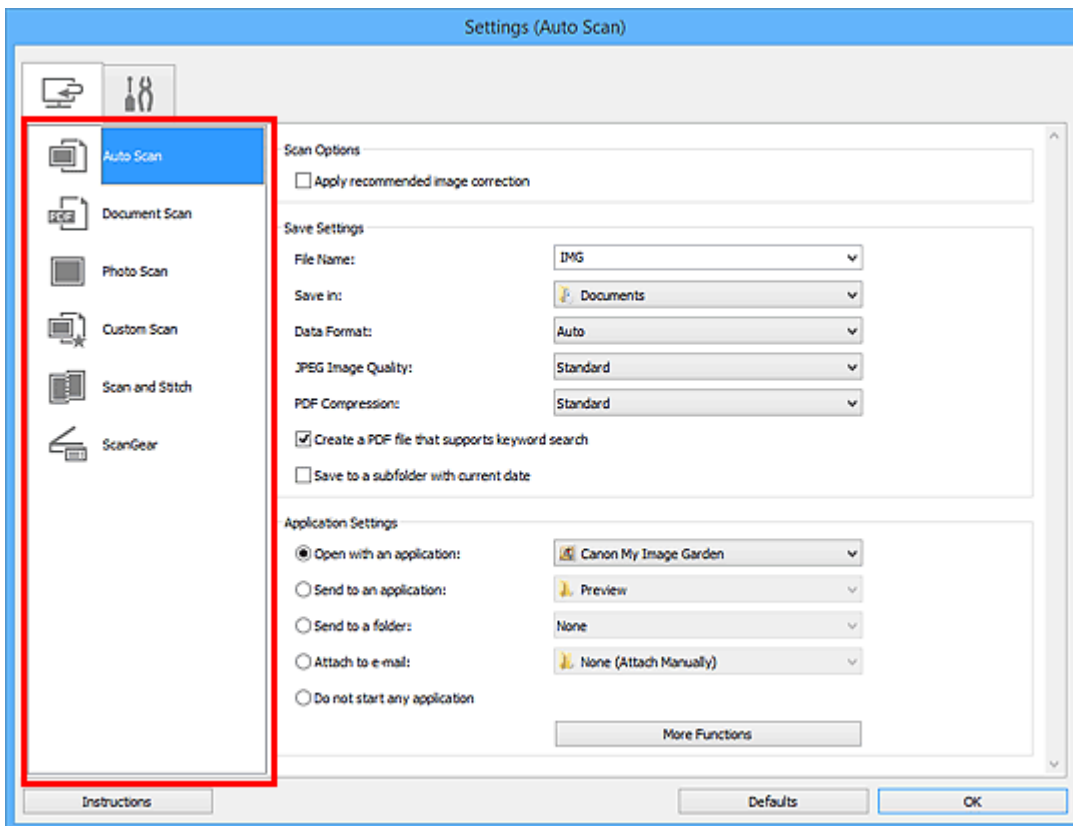 Settings (Auto Scan)
Auto Scan
PDF
Document Scan
Photo Scan
Custom Scan
Scan and Stitch
ScanGear
Scan Options
Apply recommended image correction
Save Settings
File Name: IMG
Save in: Documents
Data Format: Auto
JPEG Image Quality: Standard
PDF Compression: Standard
Create a PDF file that supports keyword search
Save to a subfolder with current date
Application Settings
Open with an application: Canon My Image Garden
Send to an application: Preview
Send to a folder: None
Attach to e-mail: None (Attach Manually)
Do not start any application
More Functions
Instructions Defaults OK